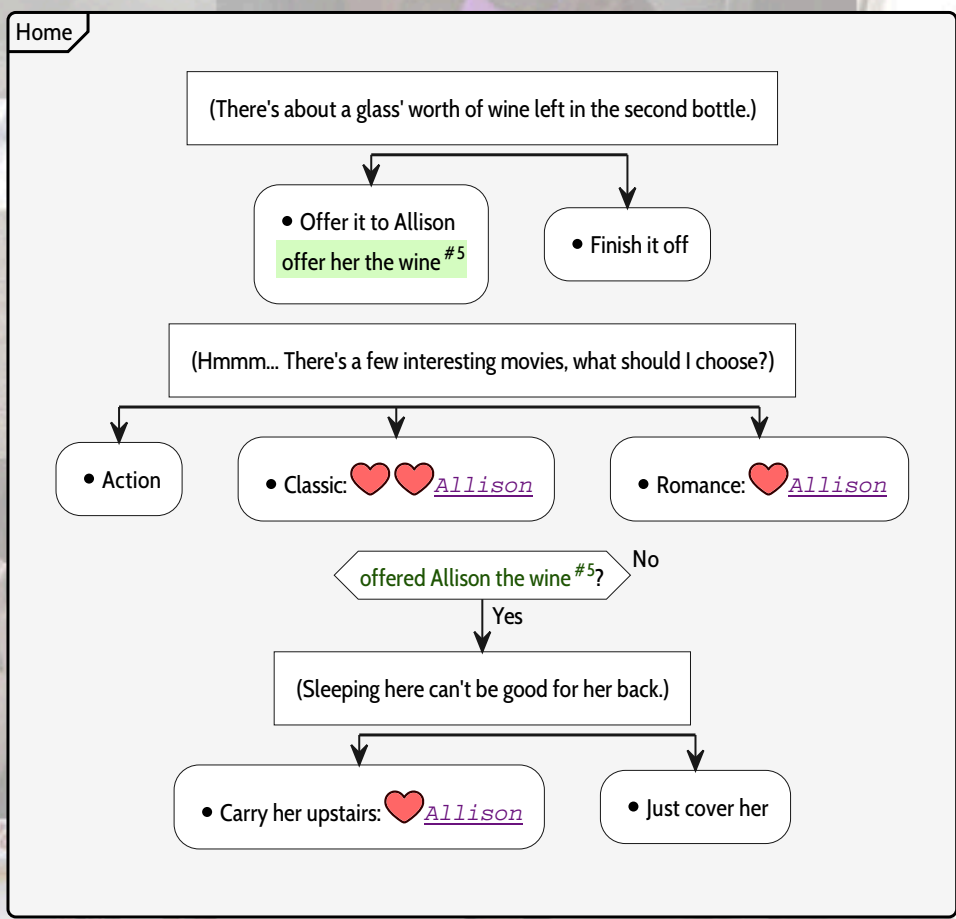 Home
(There's about a glass' worth of wine left in the second bottle.)
• Offer it to Allison
offer her the wine #5
• Finish it off
(Hmmm... There's a few interesting movies, what should I choose?)
• Action
• Classic: ❤❤Allison
• Romance: ❤Allison
offered Allison the wine #5?
No
Yes
(Sleeping here can't be good for her back.)
• Carry her upstairs: ❤Allison
• Just cover her